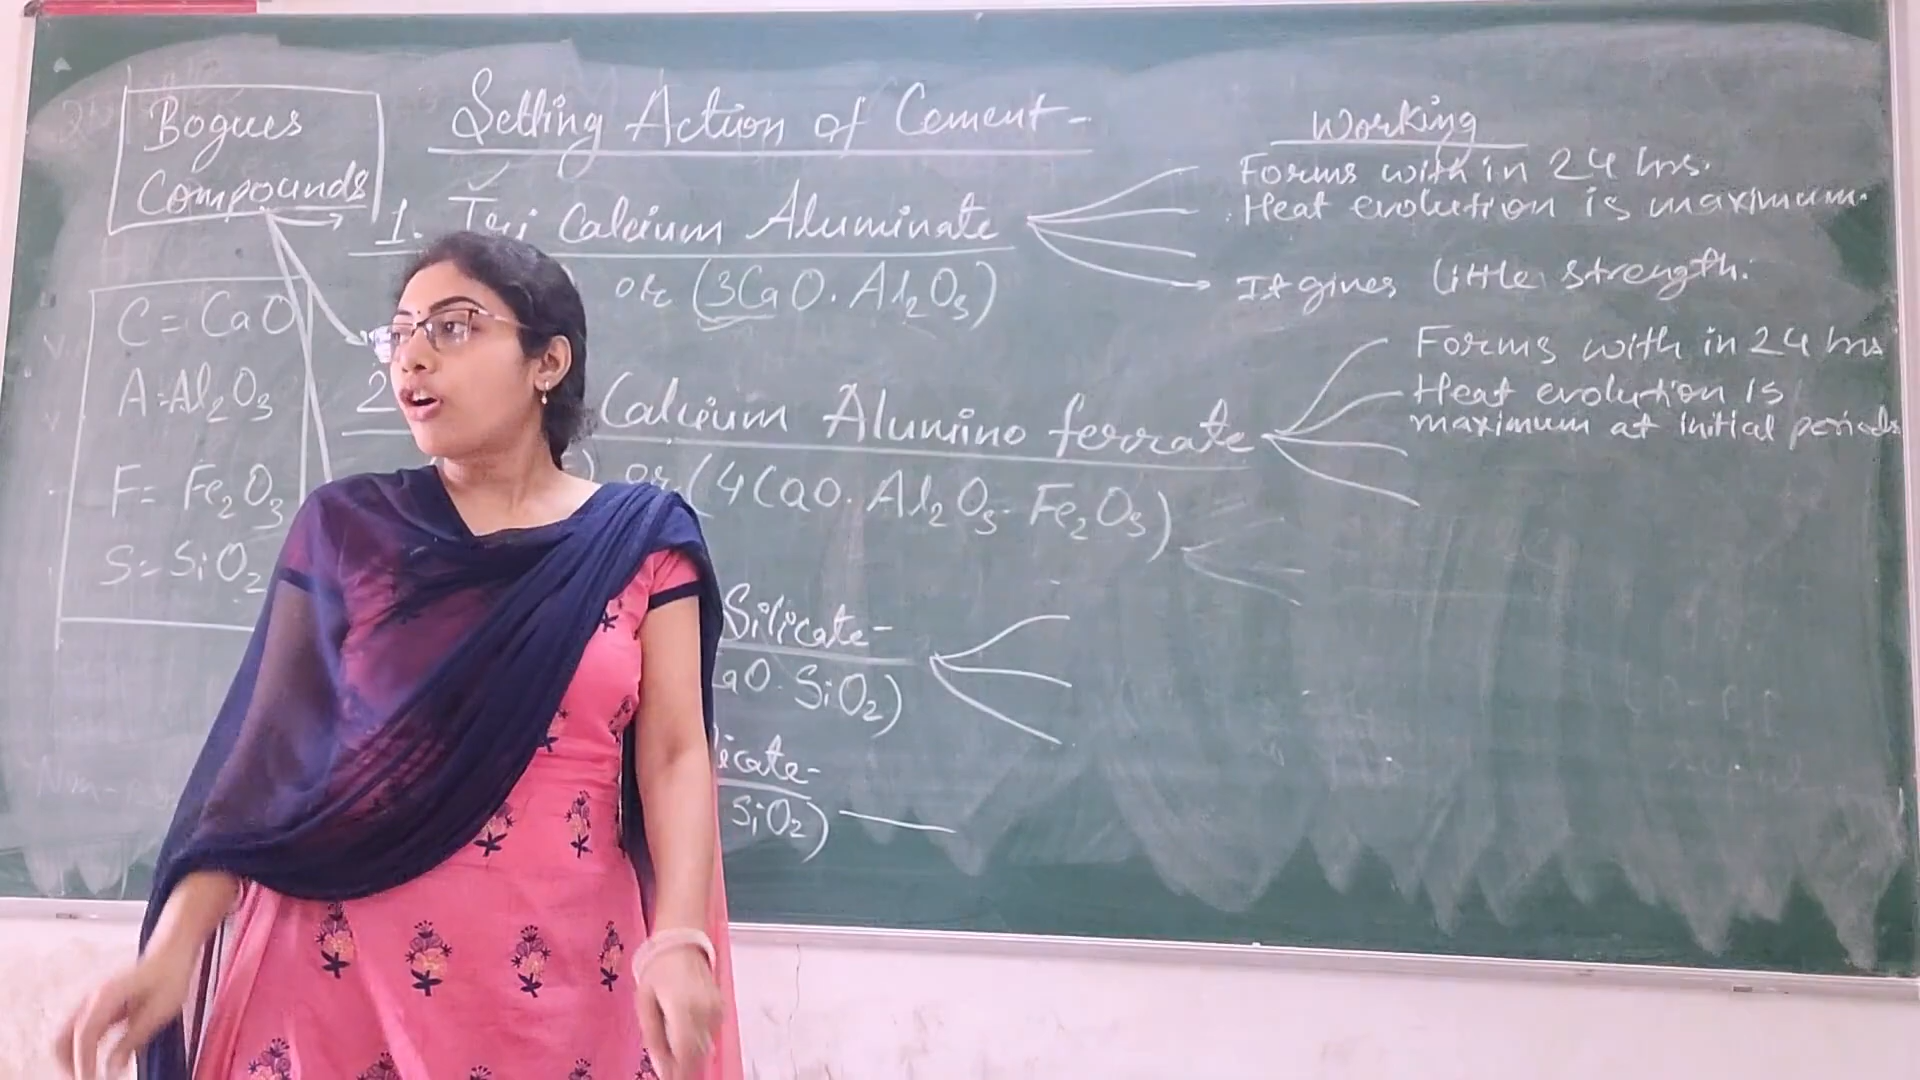 Bogues
Compounds
Setting Action of Cement-
1. Tri Calcium Aluminate
or (3CaO. Al2O3)
Working
Forms with in 24 hrs.
Heat evolution is maximum.
It gives little strength.
C = CaO
A = Al2O3
F = Fe2O3
S = SiO2
2 Calcium Alumino ferrate
) or (4CaO. Al2O3. Fe2O3)
Forms with in 24 hrs
Heat evolution is
maximum at initial periods
Silicate-
aO. SiO2)
icate-
SiO2)